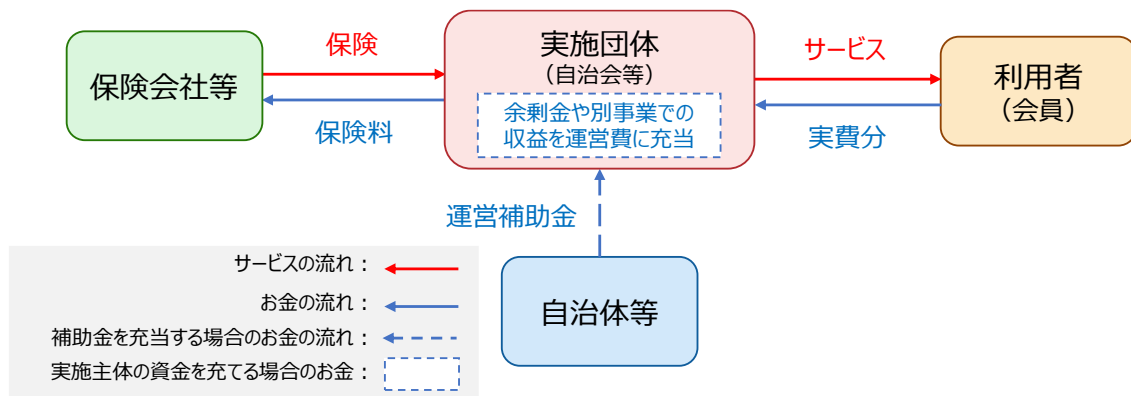 保険会社等
保険
保険料
実施団体
（自治会等）
余剰金や別事業での
収益を運営費に充当
サービス
実費分
利用者
（会員）
運営補助金
自治体等
サービスの流れ：
お金の流れ：
補助金を充当する場合のお金の流れ：
実施主体の資金を充てる場合のお金：